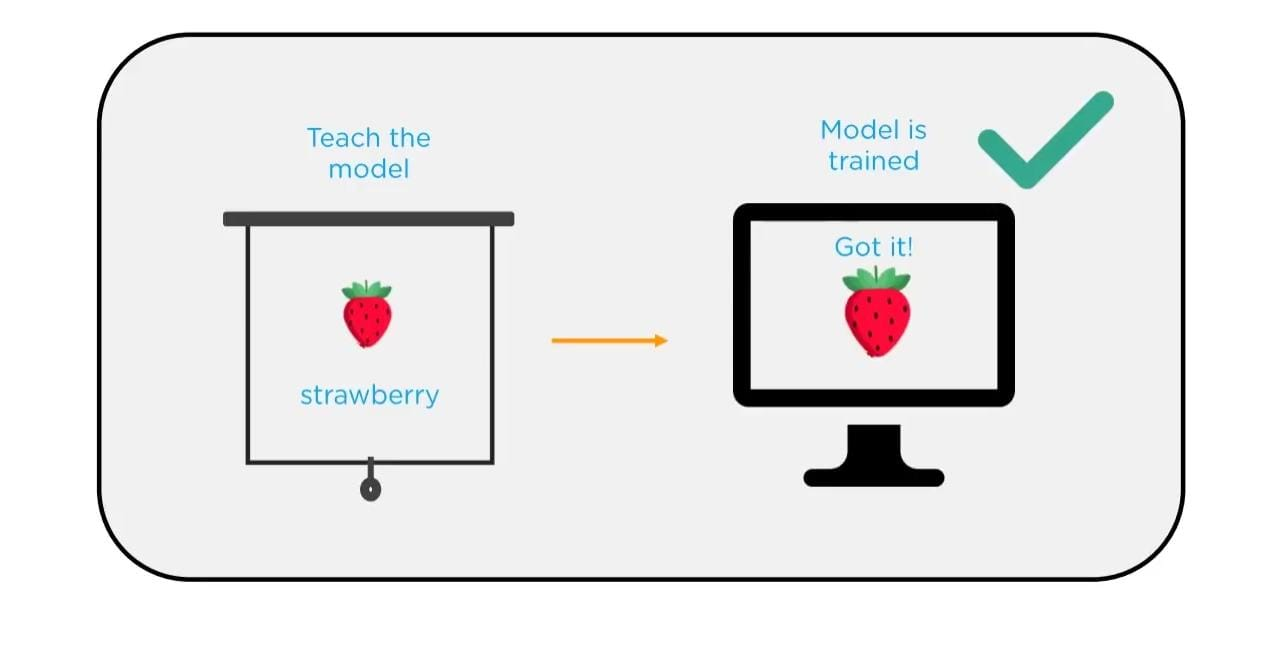 Teach the
model
strawberry
Model is
trained
Got it!